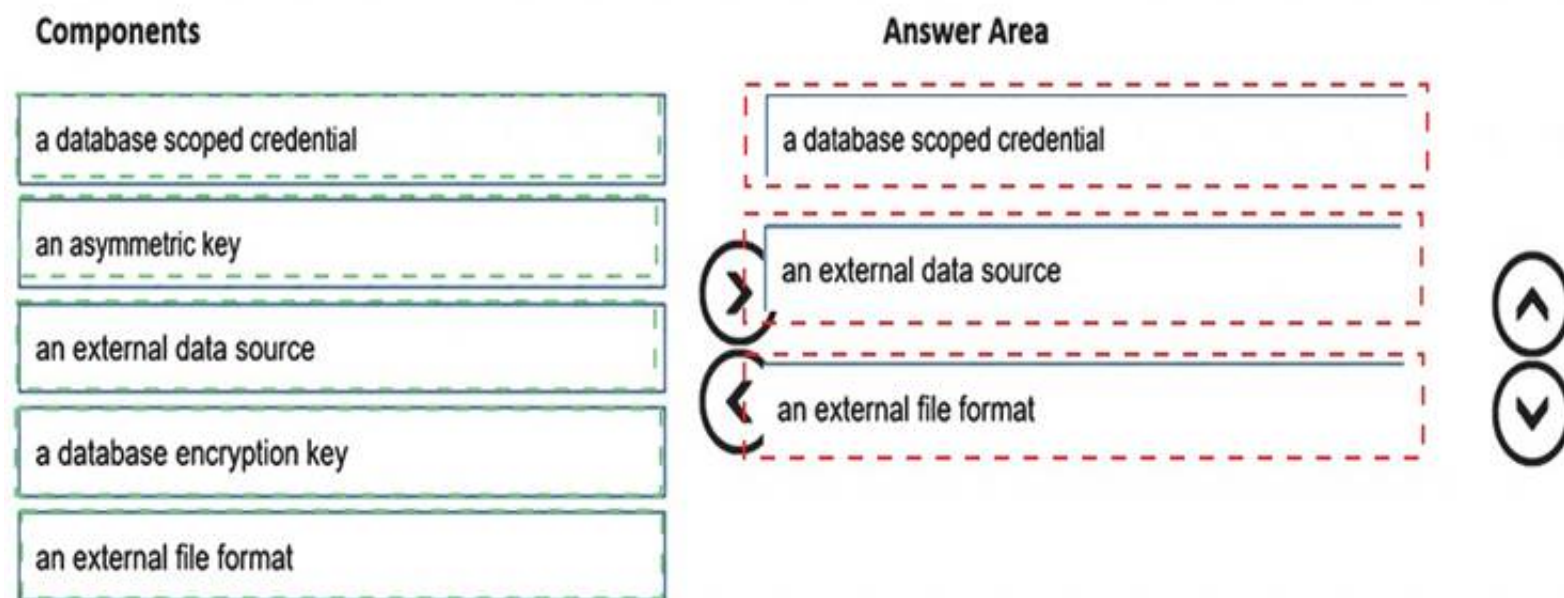 Components
a database scoped credential
an asymmetric key
an external data source
a database encryption key
an external file format
Answer Area
a database scoped credential
an external data source
an external file format